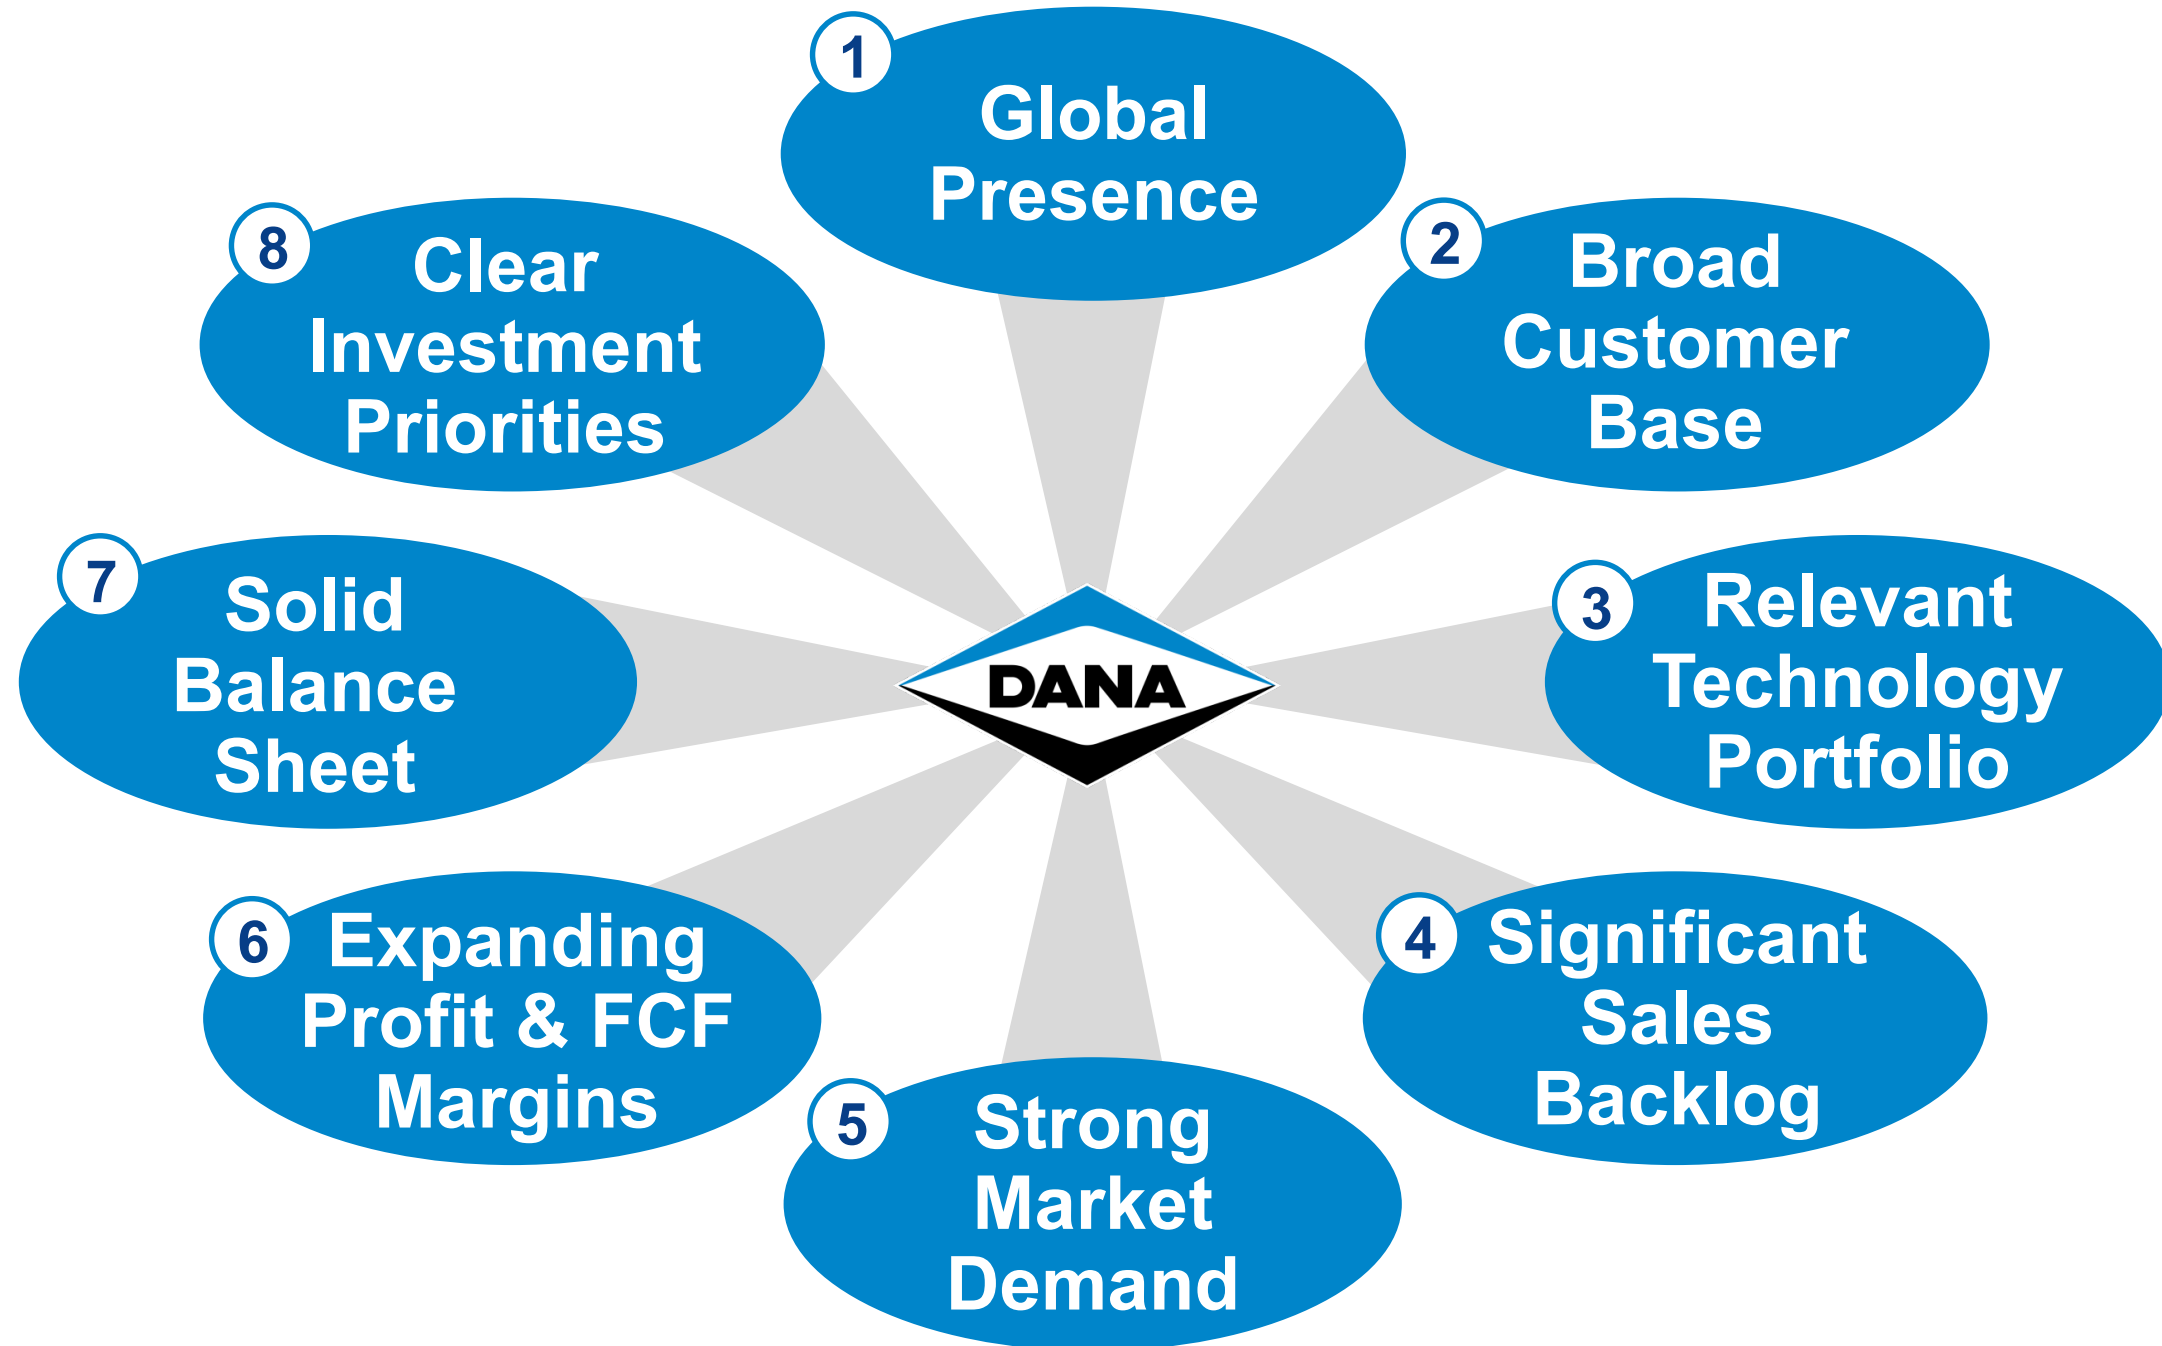 1
Global
Presence
2
Broad
Customer
Base
3
Relevant
Technology
Portfolio
4
Significant
Sales
Backlog
5
Strong
Market
Demand
6
Expanding
Profit & FCF
Margins
7
Solid
Balance
Sheet
8
Clear
Investment
Priorities
DANA